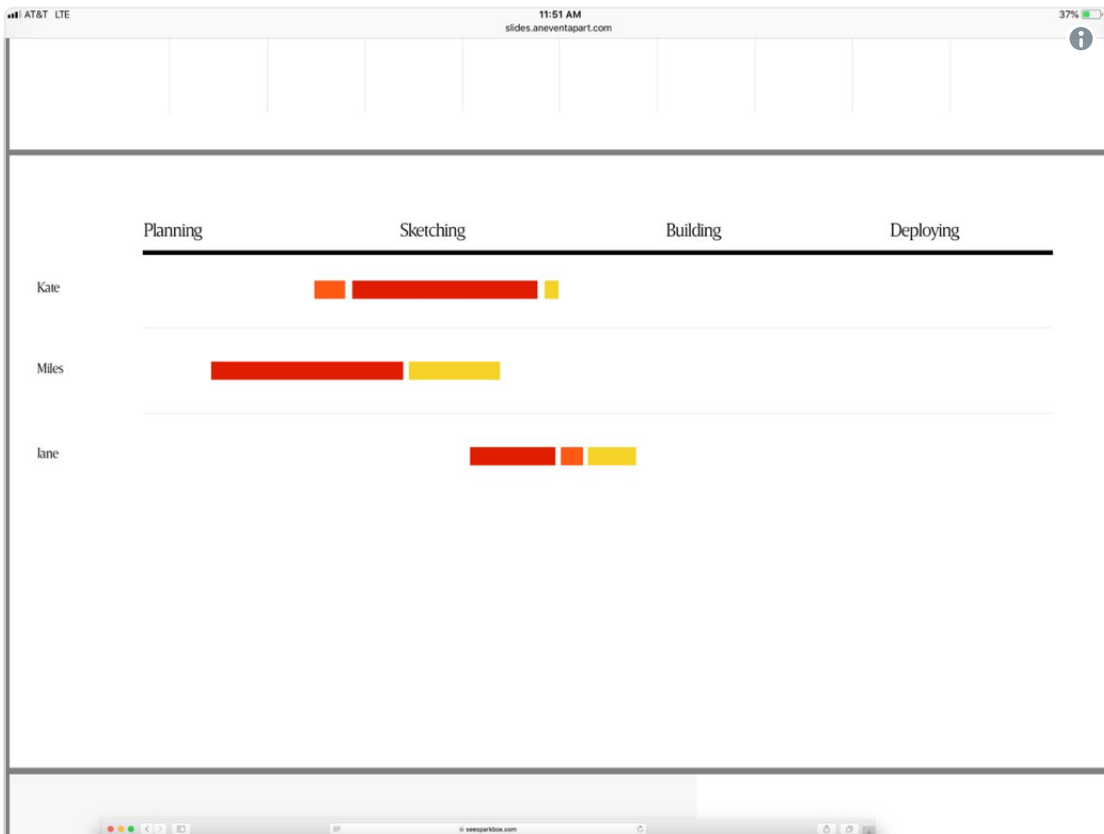 AT&T LTE
11:51 AM
37%
slides.aneventapart.com
Planning
Sketching
Building
Deploying
Kate
Miles
Jane
seesparkbox.com